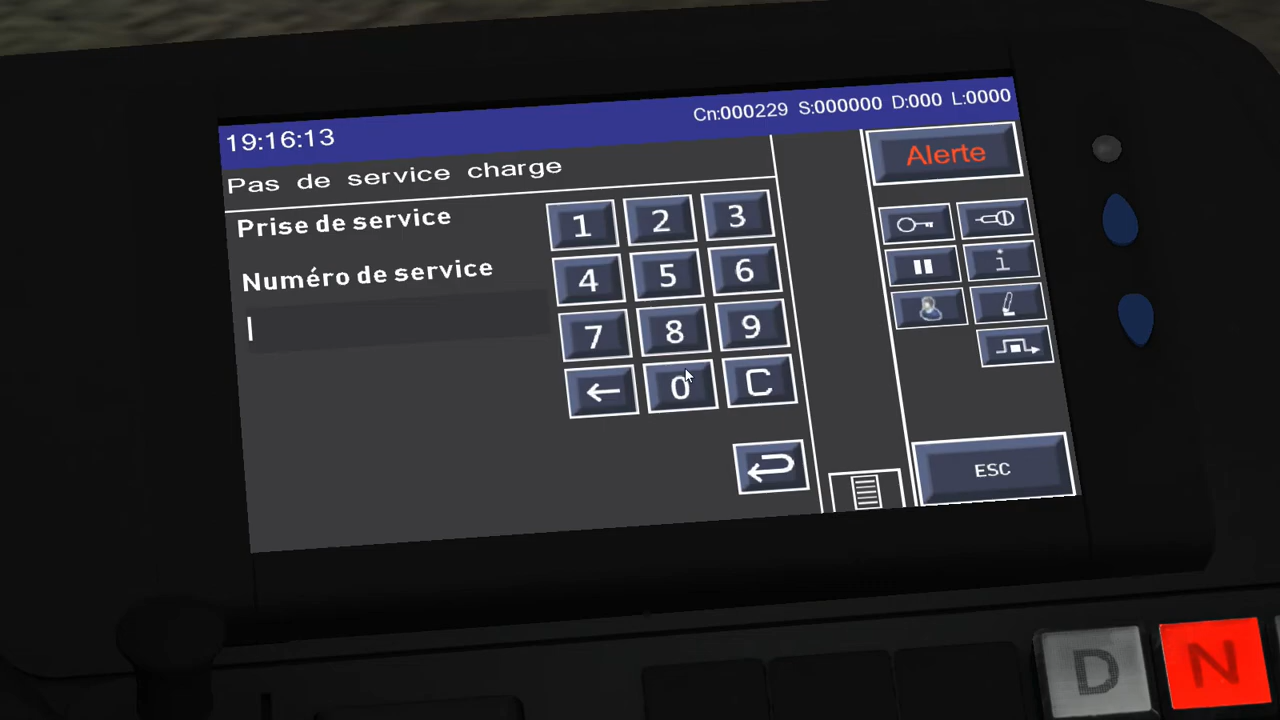 19:16:13 Cn:000229 S:000000 D:000 L:0000
Pas de service charge
Alerte
Prise de service
Numéro de service
1 2 3
4 5 6
7 8 9
← 0 C
i
ESC
D N